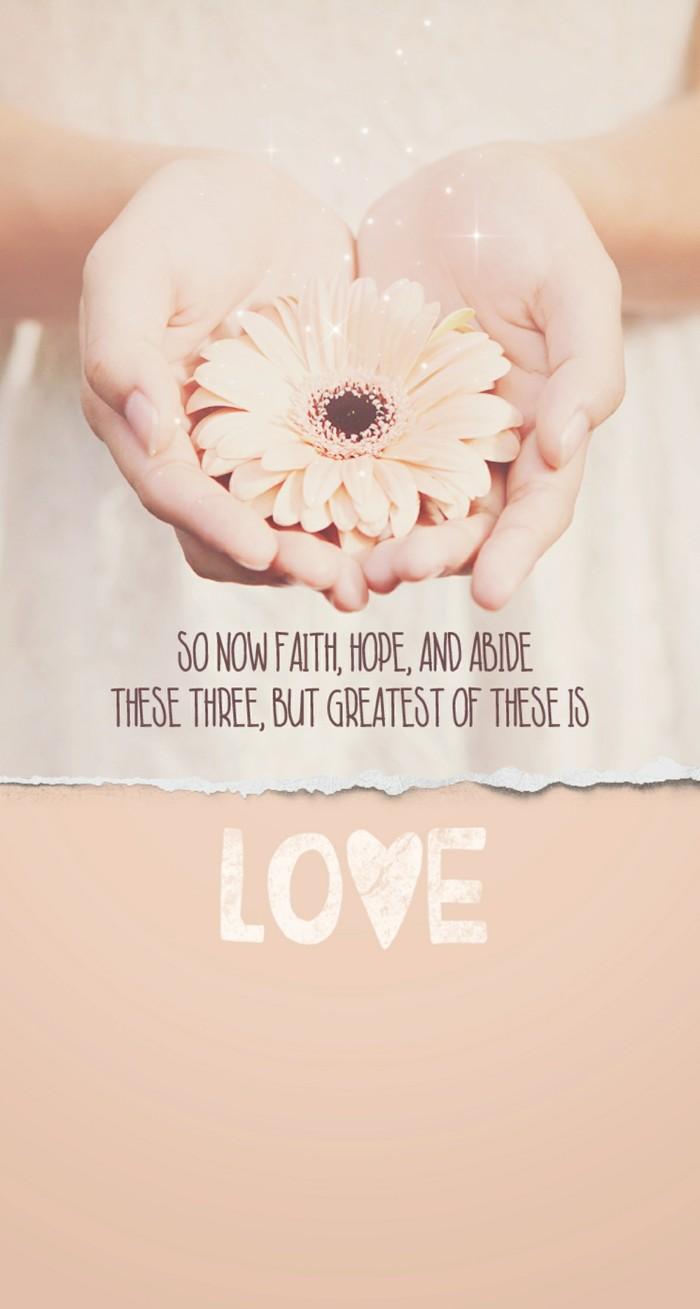 SO NOW FAITH, HOPE, AND ABIDE
THESE THREE, BUT GREATEST OF THESE IS
LOVE